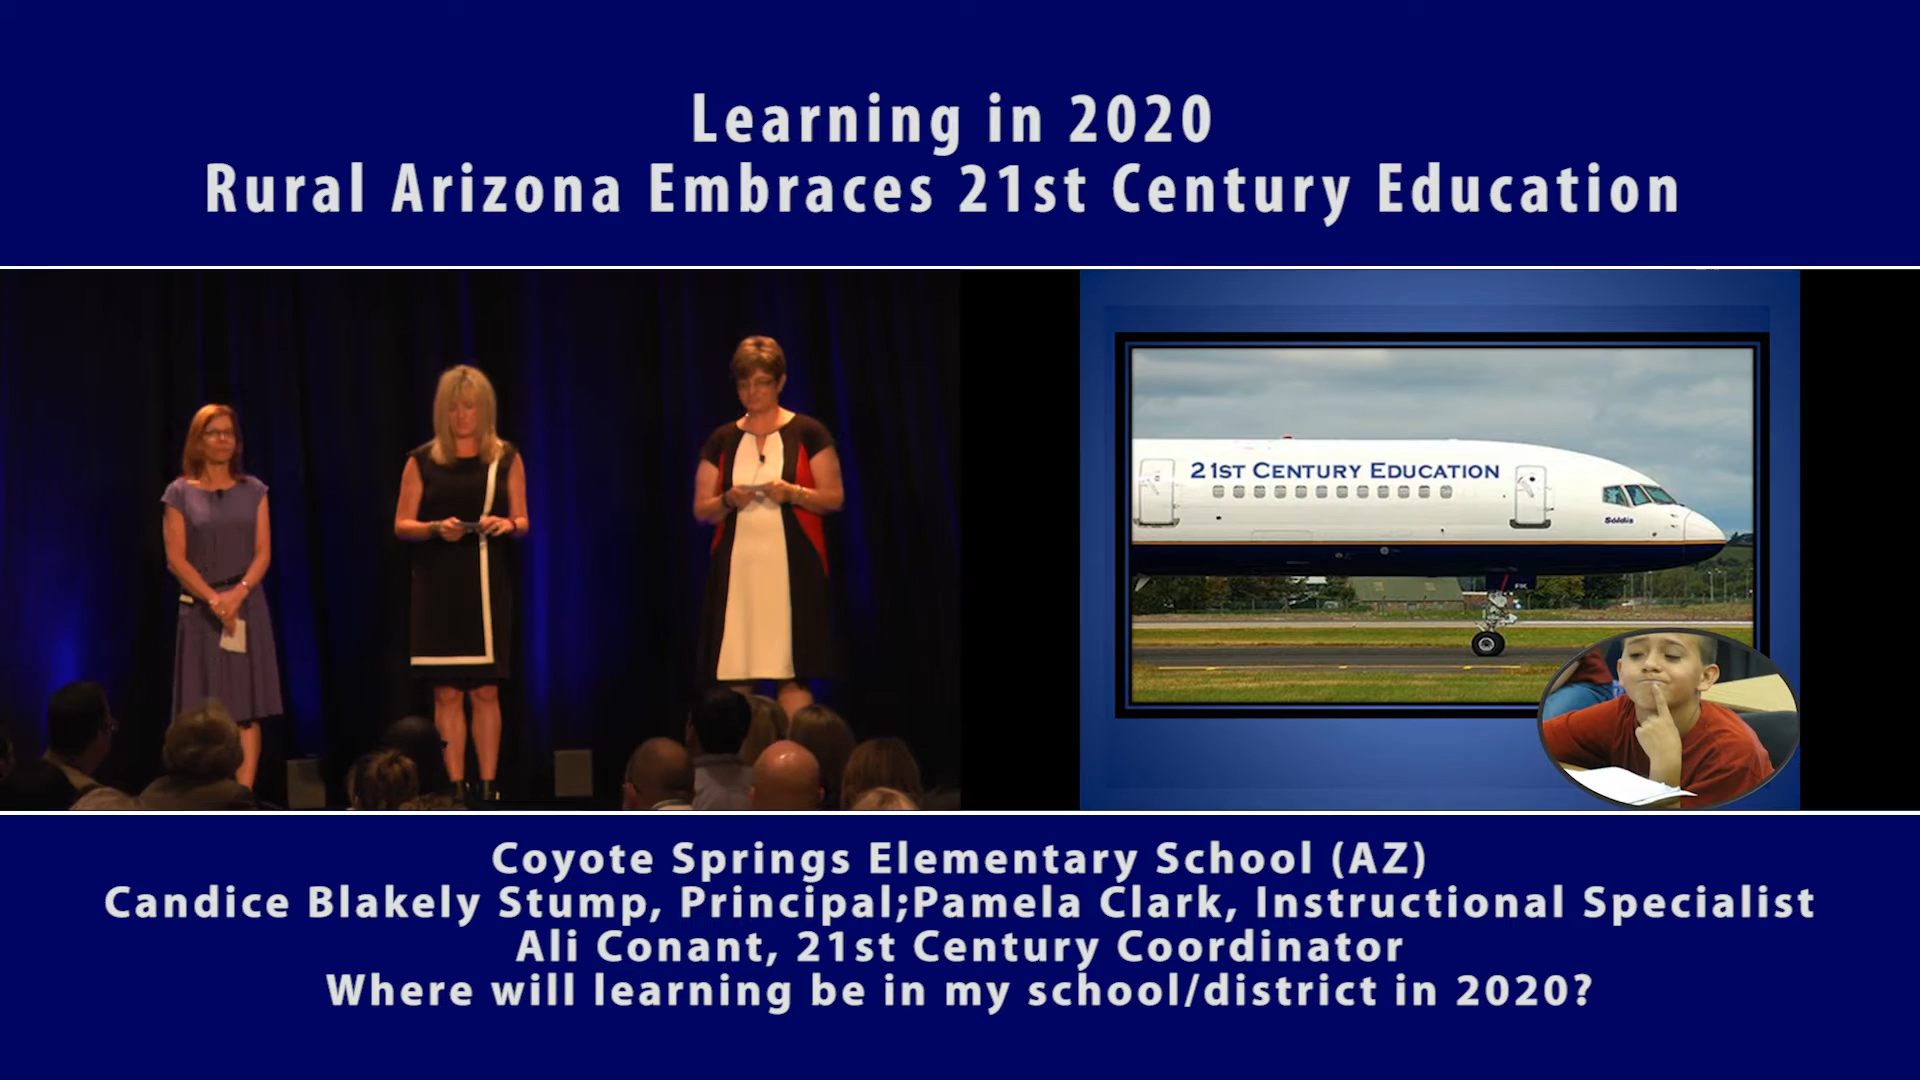 Learning in 2020
Rural Arizona Embraces 21st Century Education
21st Century Education
Sóldís
FIK
Coyote Springs Elementary School (AZ)
Candice Blakely Stump, Principal;Pamela Clark, Instructional Specialist
Ali Conant, 21st Century Coordinator
Where will learning be in my school/district in 2020?